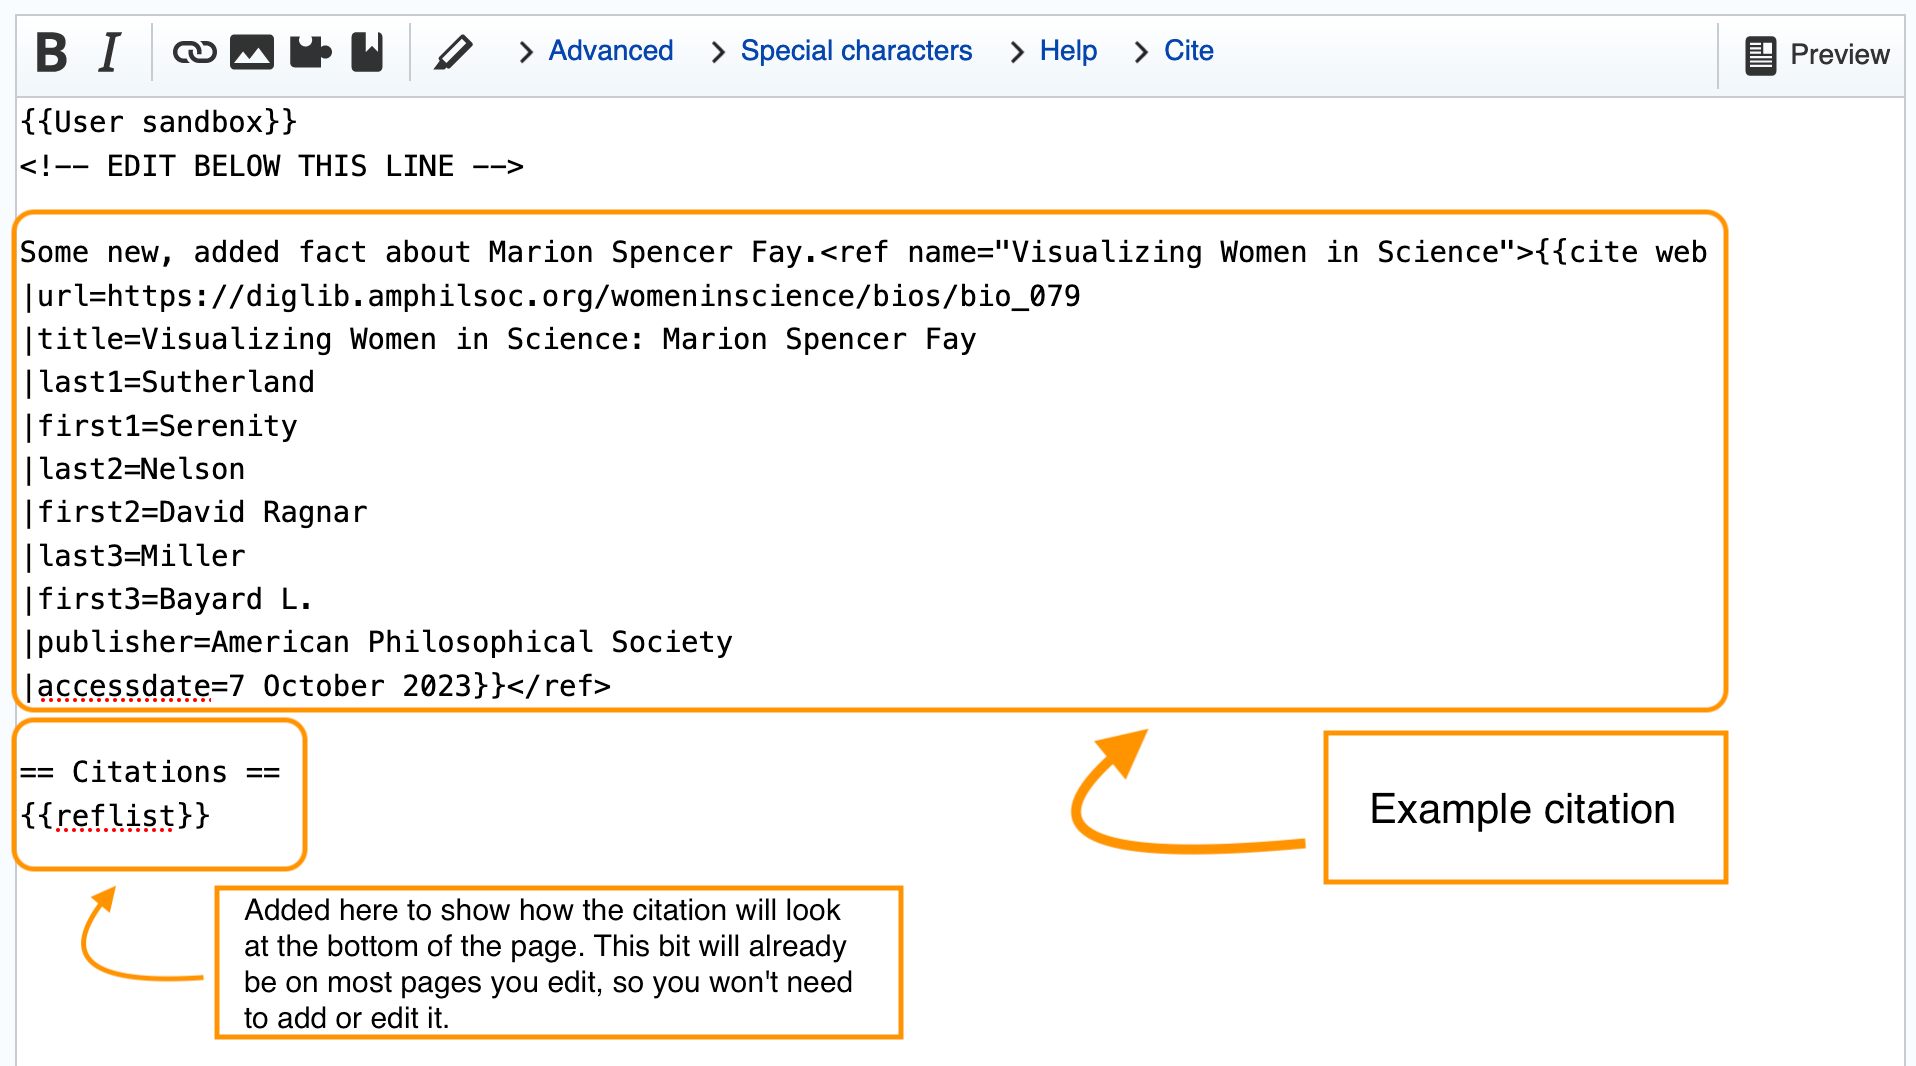 B I Advanced Special characters Help Cite Preview
{{User sandbox}}
<!-- EDIT BELOW THIS LINE -->
Some new, added fact about Marion Spencer Fay.<ref name="Visualizing Women in Science">{{cite web
|url=https://diglib.amphilsoc.org/womeninscience/bios/bio_079
|title=Visualizing Women in Science: Marion Spencer Fay
|last1=Sutherland
|first1=Serenity
|last2=Nelson
|first2=David Ragnar
|last3=Miller
|first3=Bayard L.
|publisher=American Philosophical Society
|accessdate=7 October 2023}}</ref>
== Citations ==
{{reflist}}
Example citation
Added here to show how the citation will look
at the bottom of the page. This bit will already
be on most pages you edit, so you won't need
to add or edit it.